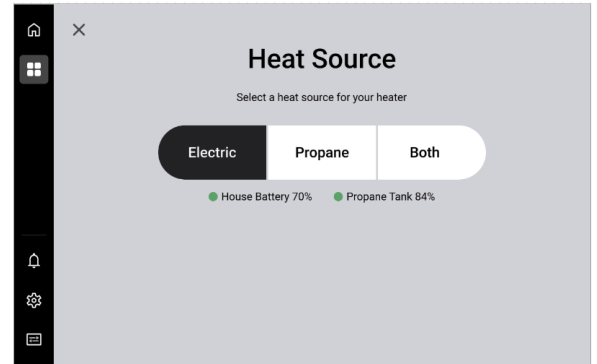 Heat Source
Select a heat source for your heater
Electric Propane Both
House Battery 70% Propane Tank 84%